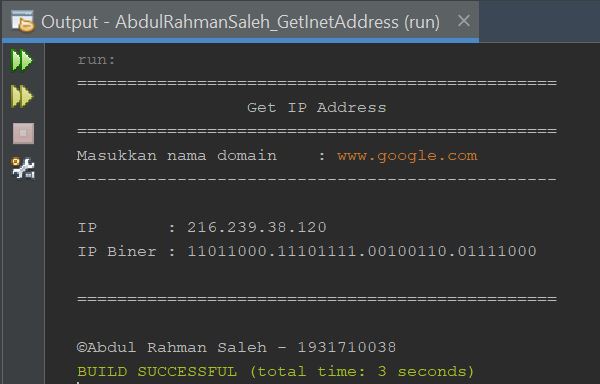 Output - AbdulRahmanSaleh_GetInetAddress (run) ×
run:
================================================
Get IP Address
================================================
Masukkan nama domain    : www.google.com
------------------------------------------------
IP       : 216.239.38.120
IP Biner : 11011000.11101111.00100110.01111000
================================================
©Abdul Rahman Saleh - 1931710038
BUILD SUCCESSFUL (total time: 3 seconds)